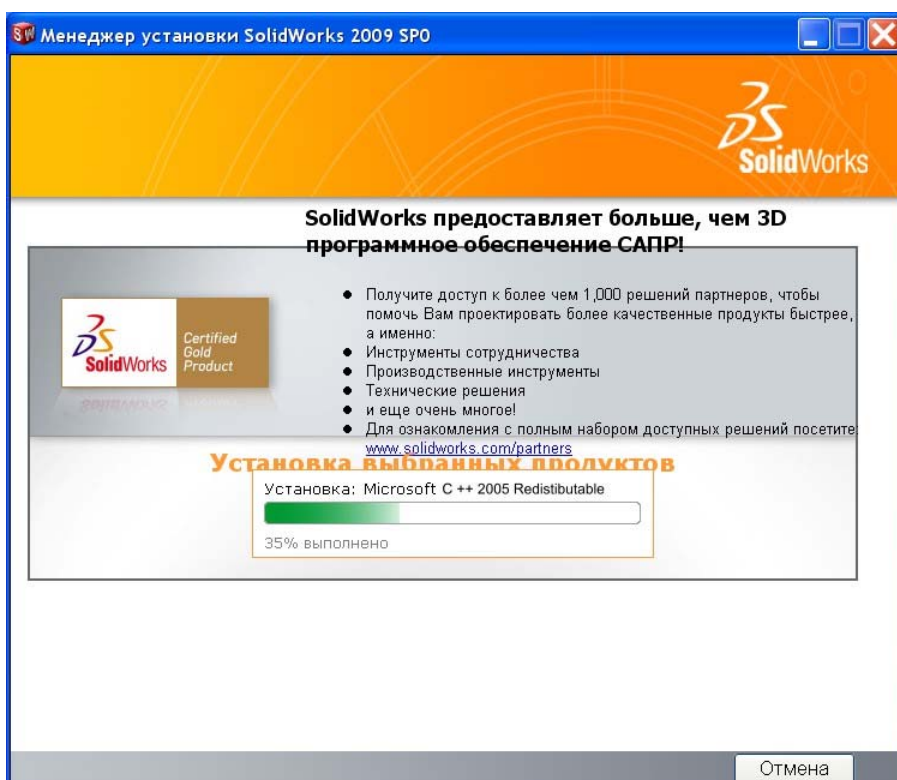 Менеджер установки SolidWorks 2009 SP0
SolidWorks
SolidWorks предоставляет больше, чем 3D
программное обеспечение САПР!
SolidWorks
Certified
Gold
Product
● Получите доступ к более чем 1,000 решений партнеров, чтобы
помочь Вам проектировать более качественные продукты быстрее,
а именно:
● Инструменты сотрудничества
● Производственные инструменты
● Технические решения
● и еще очень многое!
● Для ознакомления с полным набором доступных решений посетите:
www.solidworks.com/partners
Установка выбранных продуктов
Установка: Microsoft C ++ 2005 Redistibutable
35% выполнено
Отмена